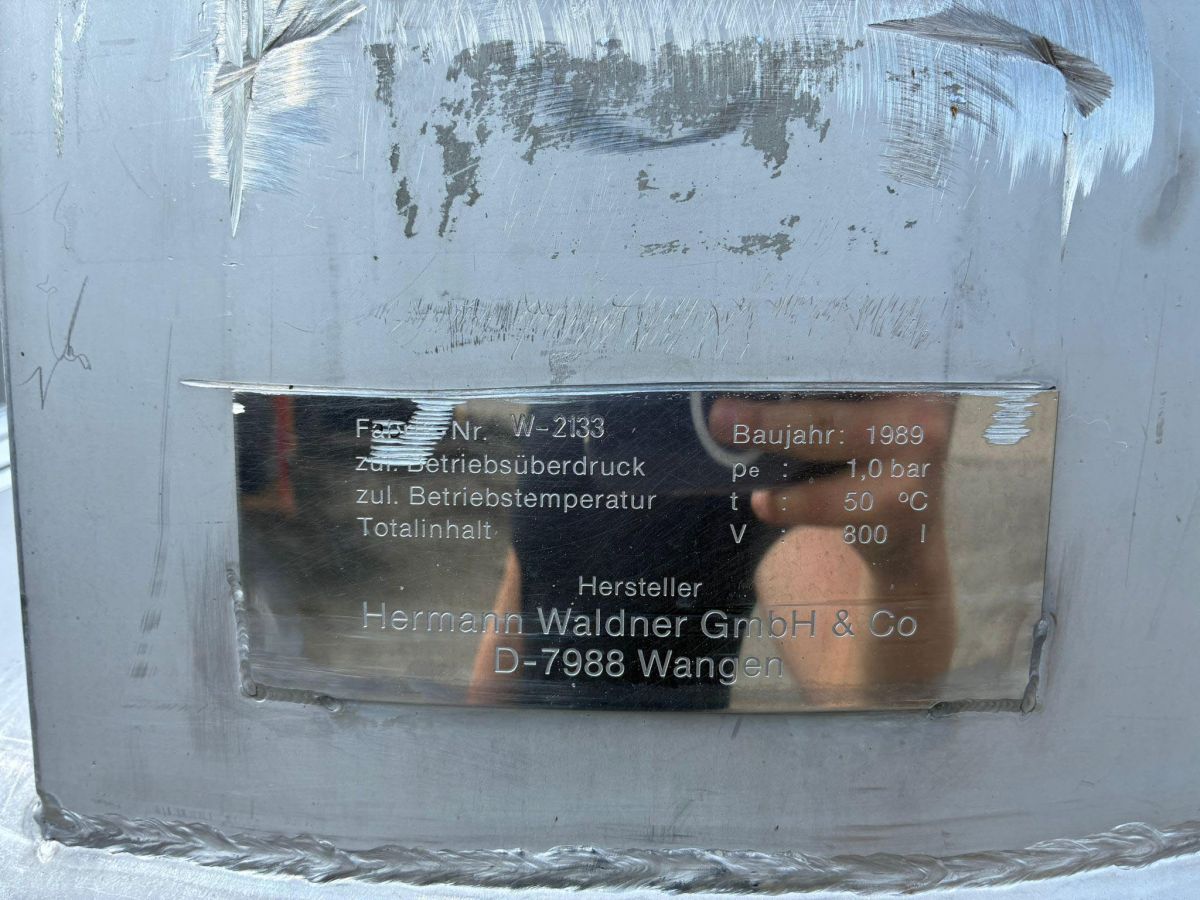 Nr. W-2133 Baujahr: 1989
zul. Betriebsüberdruck pe : 1,0 bar
zul. Betriebstemperatur t : 50 °C
Totalinhalt V : 800 l
Hersteller
Hermann Waldner GmbH & Co
D-7988 Wangen